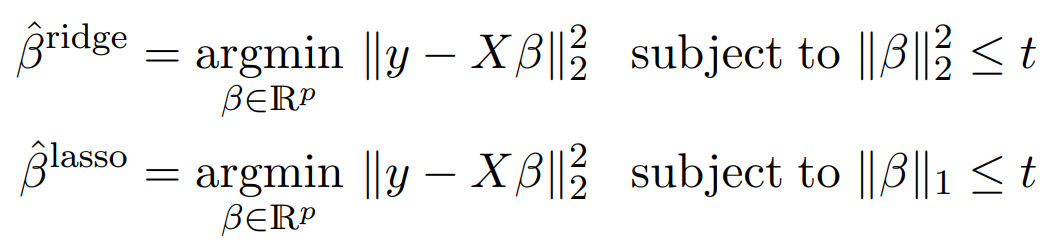 β̂^ridge = argmin_{β∈ℝ^p} ‖y − Xβ‖₂² subject to ‖β‖₂² ≤ t
β̂^lasso = argmin_{β∈ℝ^p} ‖y − Xβ‖₂² subject to ‖β‖₁ ≤ t